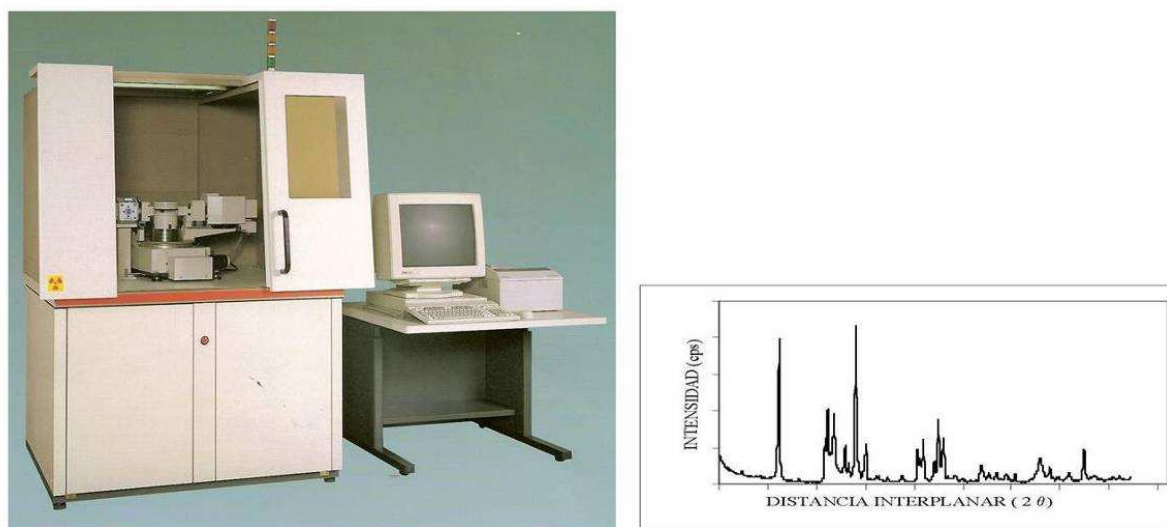 INTENSIDAD (cps)
DISTANCIA INTERPLANAR ( 2 θ )